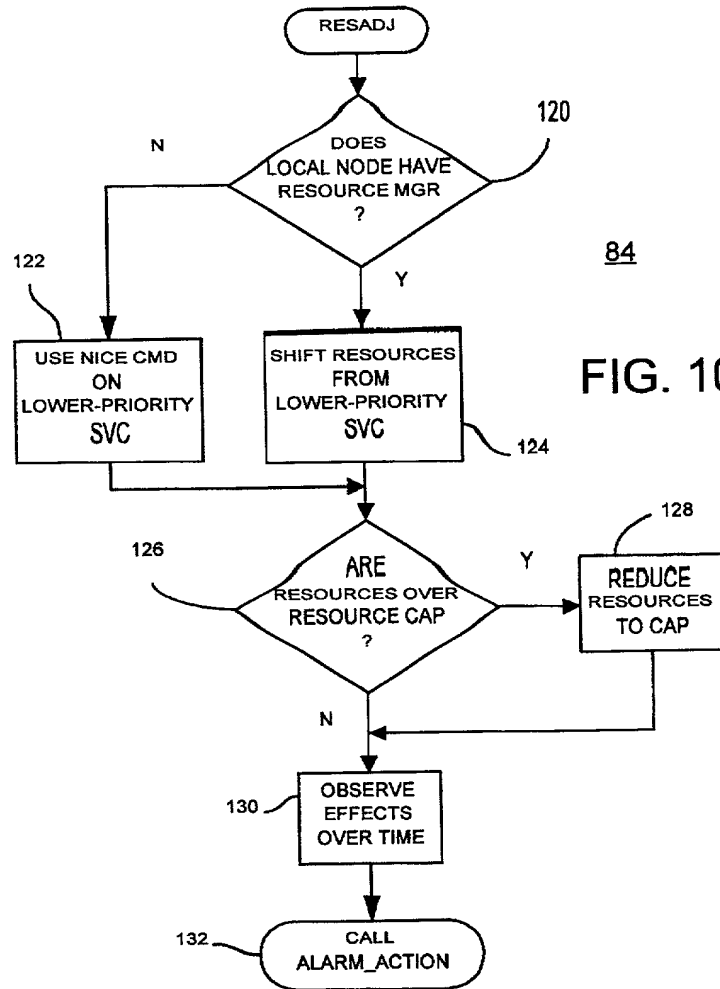 RESADJ
120
DOES
LOCAL NODE HAVE
RESOURCE MGR
?
N
Y
84
122
USE NICE CMD
ON
LOWER-PRIORITY
SVC
SHIFT RESOURCES
FROM
LOWER-PRIORITY
SVC
124
FIG. 10
126
ARE
RESOURCES OVER
RESOURCE CAP
?
Y
128
REDUCE
RESOURCES
TO CAP
N
130
OBSERVE
EFFECTS
OVER TIME
132
CALL
ALARM_ACTION